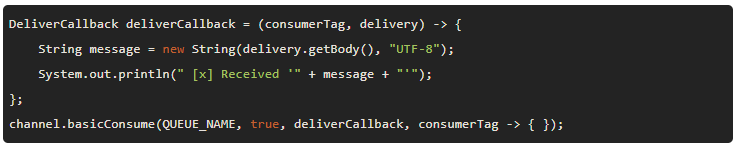 DeliverCallback deliverCallback = (consumerTag, delivery) -> {
    String message = new String(delivery.getBody(), "UTF-8");
    System.out.println(" [x] Received '" + message + "'");
};
channel.basicConsume(QUEUE_NAME, true, deliverCallback, consumerTag -> { });